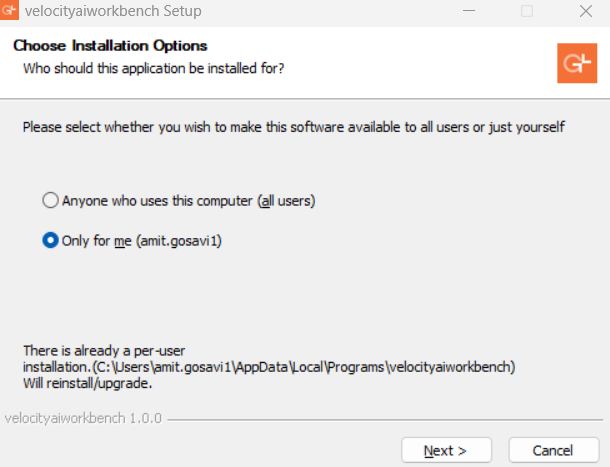 velocityaiworkbench Setup
Choose Installation Options
Who should this application be installed for?
Please select whether you wish to make this software available to all users or just yourself
Anyone who uses this computer (all users)
Only for me (amit.gosavi1)
There is already a per-user
installation.(C:\Users\amit.gosavi1\AppData\Local\Programs\velocityaiworkbench)
Will reinstall/upgrade.
velocityaiworkbench 1.0.0
Next >
Cancel